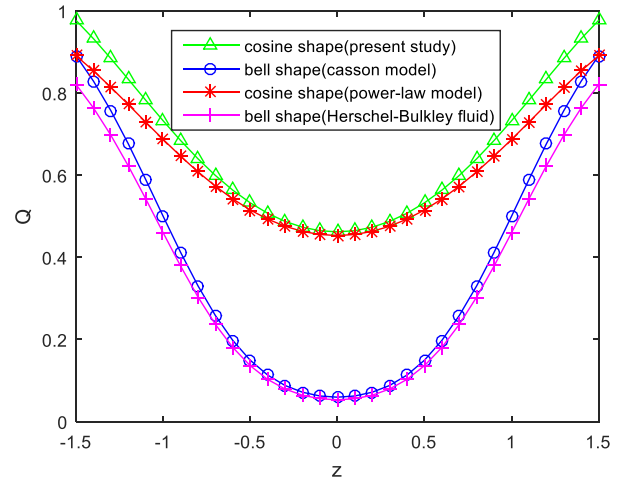 1
0.8
0.6
0.4
0.2
0
Q
cosine shape(present study)
bell shape(casson model)
cosine shape(power-law model)
bell shape(Herschel-Bulkley fluid)
-1.5 -1 -0.5 0 0.5 1 1.5
z